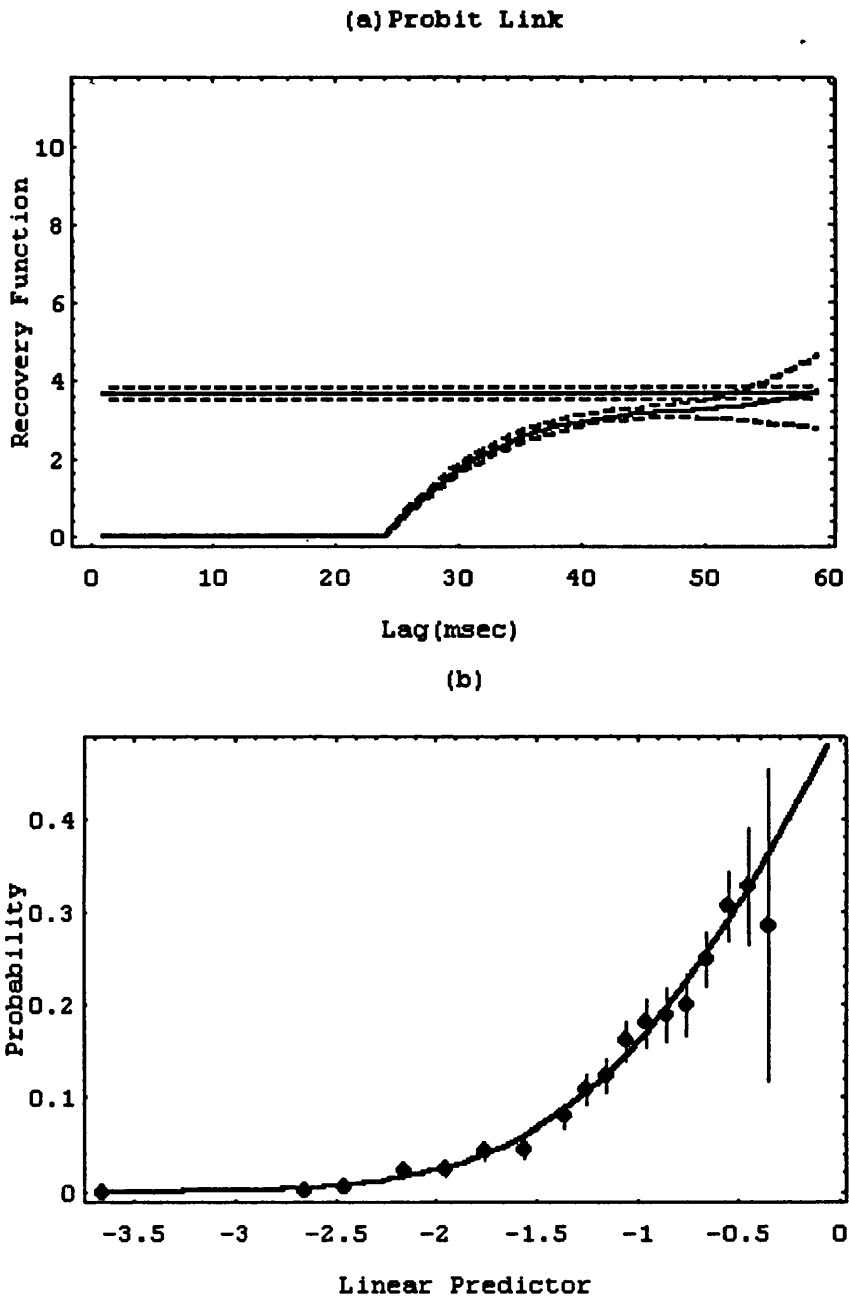 (a)Probit Link
Recovery Function
10
8
6
4
2
0
0 10 20 30 40 50 60
Lag(msec)
(b)
Probability
0.4
0.3
0.2
0.1
0
-3.5 -3 -2.5 -2 -1.5 -1 -0.5 0
Linear Predictor